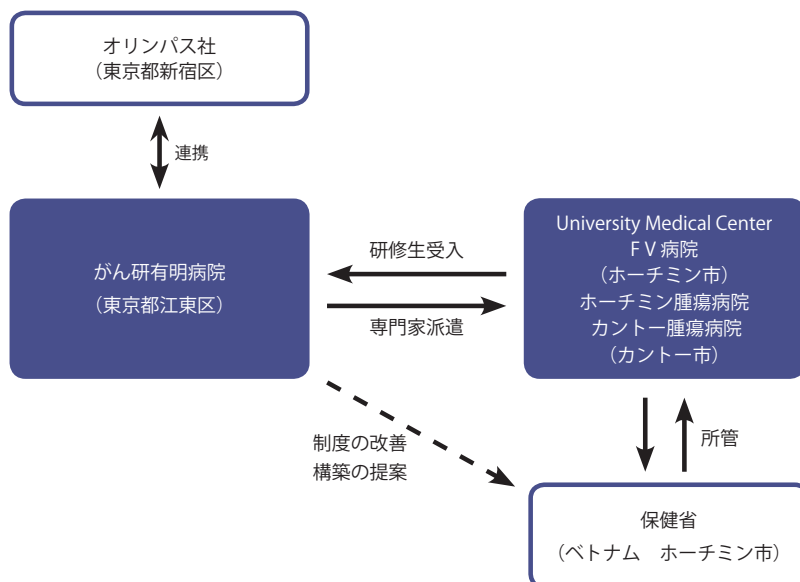 オリンパス社
（東京都新宿区）
連携
がん研有明病院
（東京都江東区）
研修生受入
専門家派遣
University Medical Center
F V 病院
（ホーチミン市）
ホーチミン腫瘍病院
カントー腫瘍病院
（カントー市）
制度の改善
構築の提案
所管
保健省
（ベトナム　ホーチミン市）